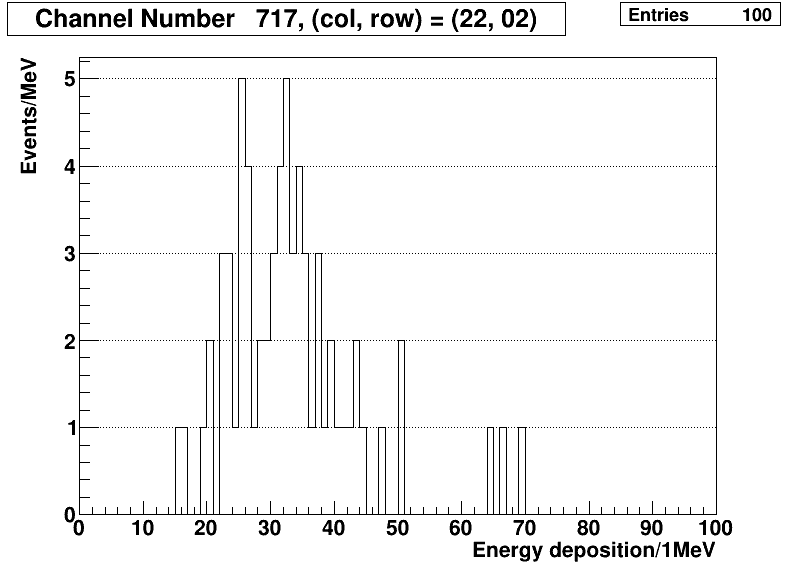 Channel Number 717, (col, row) = (22, 02)
Entries 100
Events/MeV
5
4
3
2
1
0
0 10 20 30 40 50 60 70 80 90 100
Energy deposition/1MeV